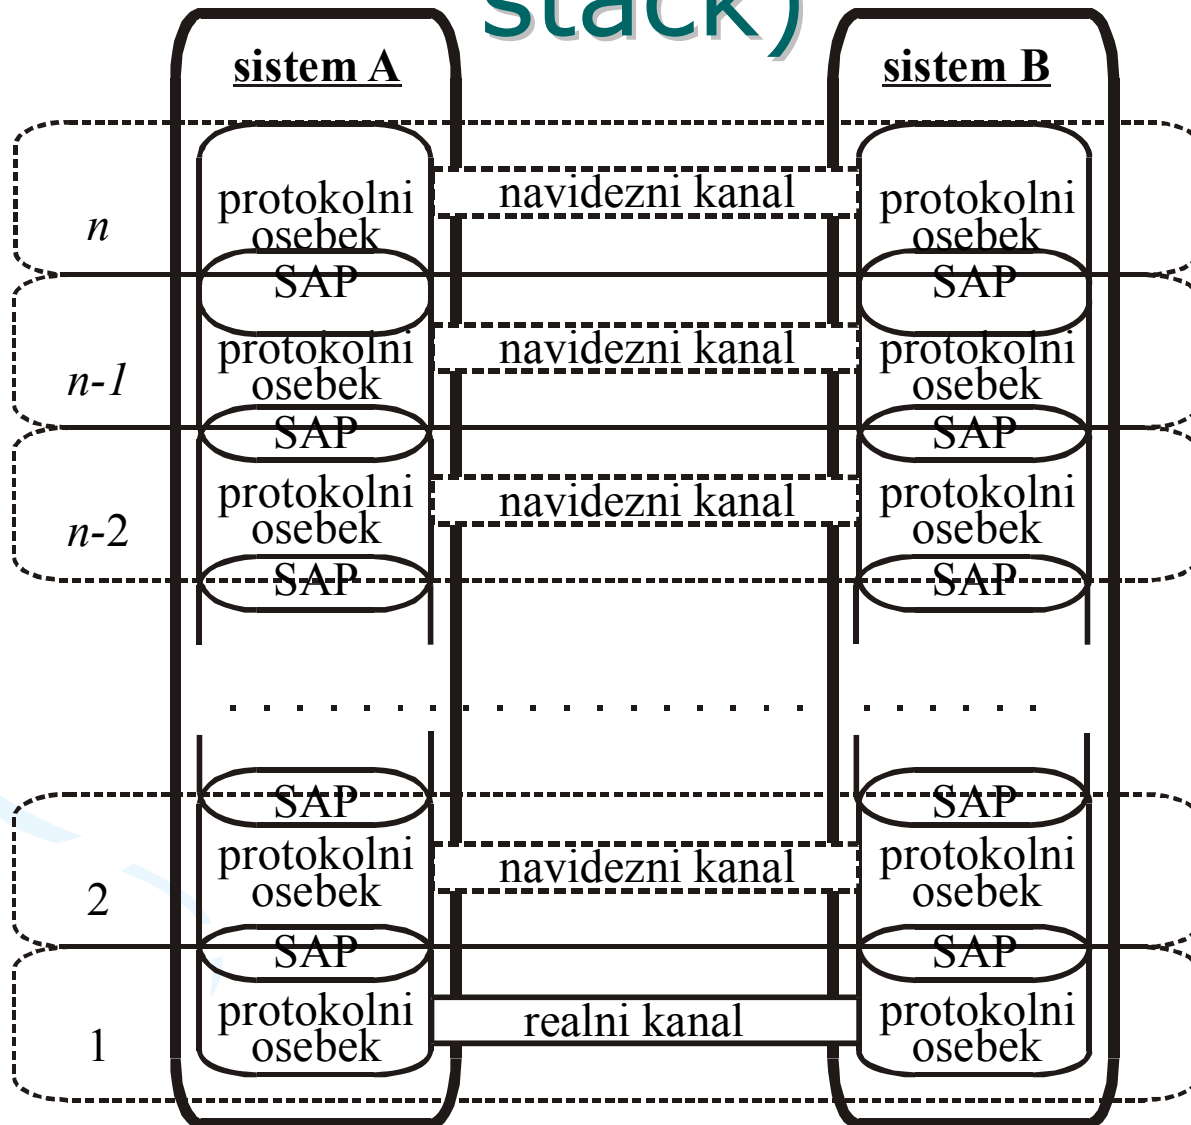 stack)
sistem A sistem B
protokolni navidezni kanal protokolni
n osebek osebek
SAP SAP
protokolni navidezni kanal protokolni
n-1 osebek osebek
SAP SAP
protokolni navidezni kanal protokolni
n-2 osebek osebek
SAP SAP
. . . . . . . . . . . . . . . . . . . . . . . .
SAP SAP
protokolni navidezni kanal protokolni
2 osebek osebek
SAP SAP
protokolni realni kanal protokolni
1 osebek osebek